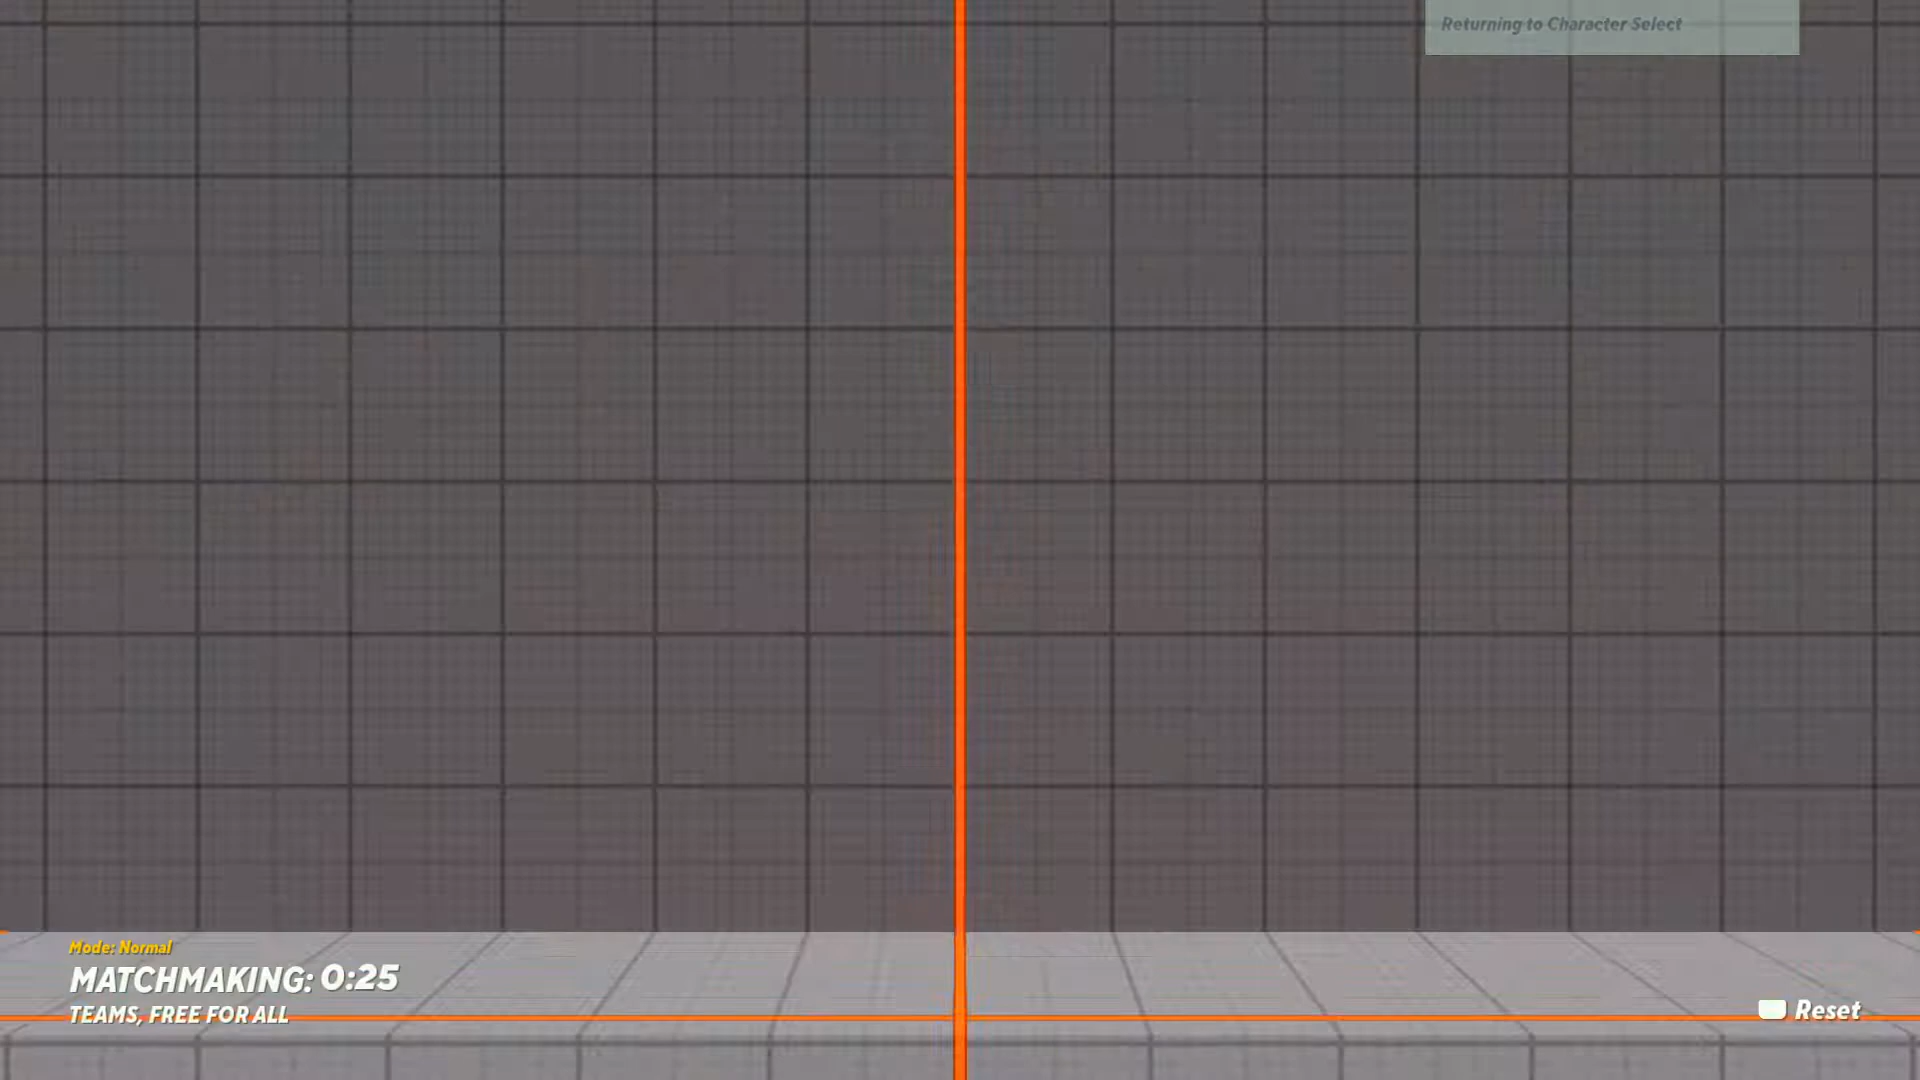 Returning to Character Select
Mode: Normal
MATCHMAKING: 0:25
TEAMS, FREE FOR ALL
Reset